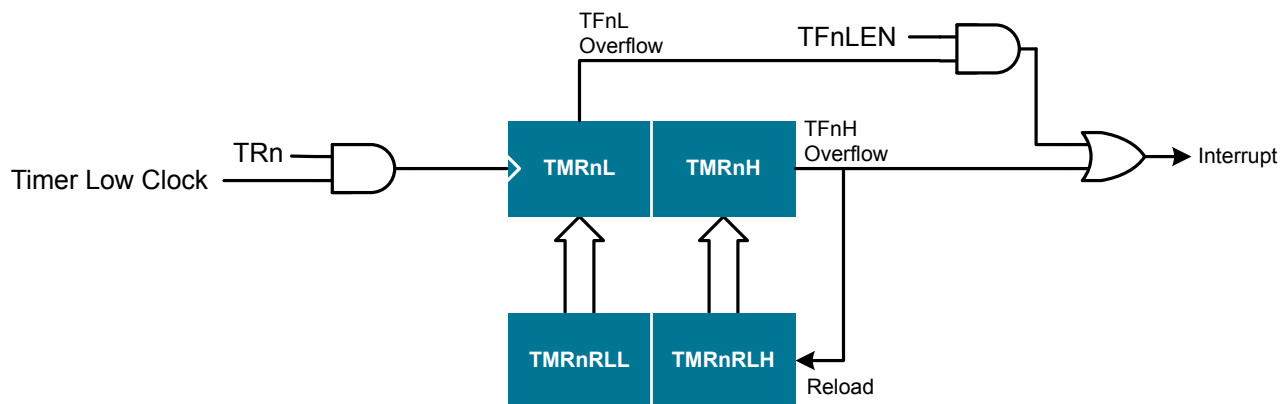 TFnL
Overflow
TFnLEN
TRn
Timer Low Clock
TMRnL
TMRnH
TFnH
Overflow
Interrupt
TMRnRLL
TMRnRLH
Reload